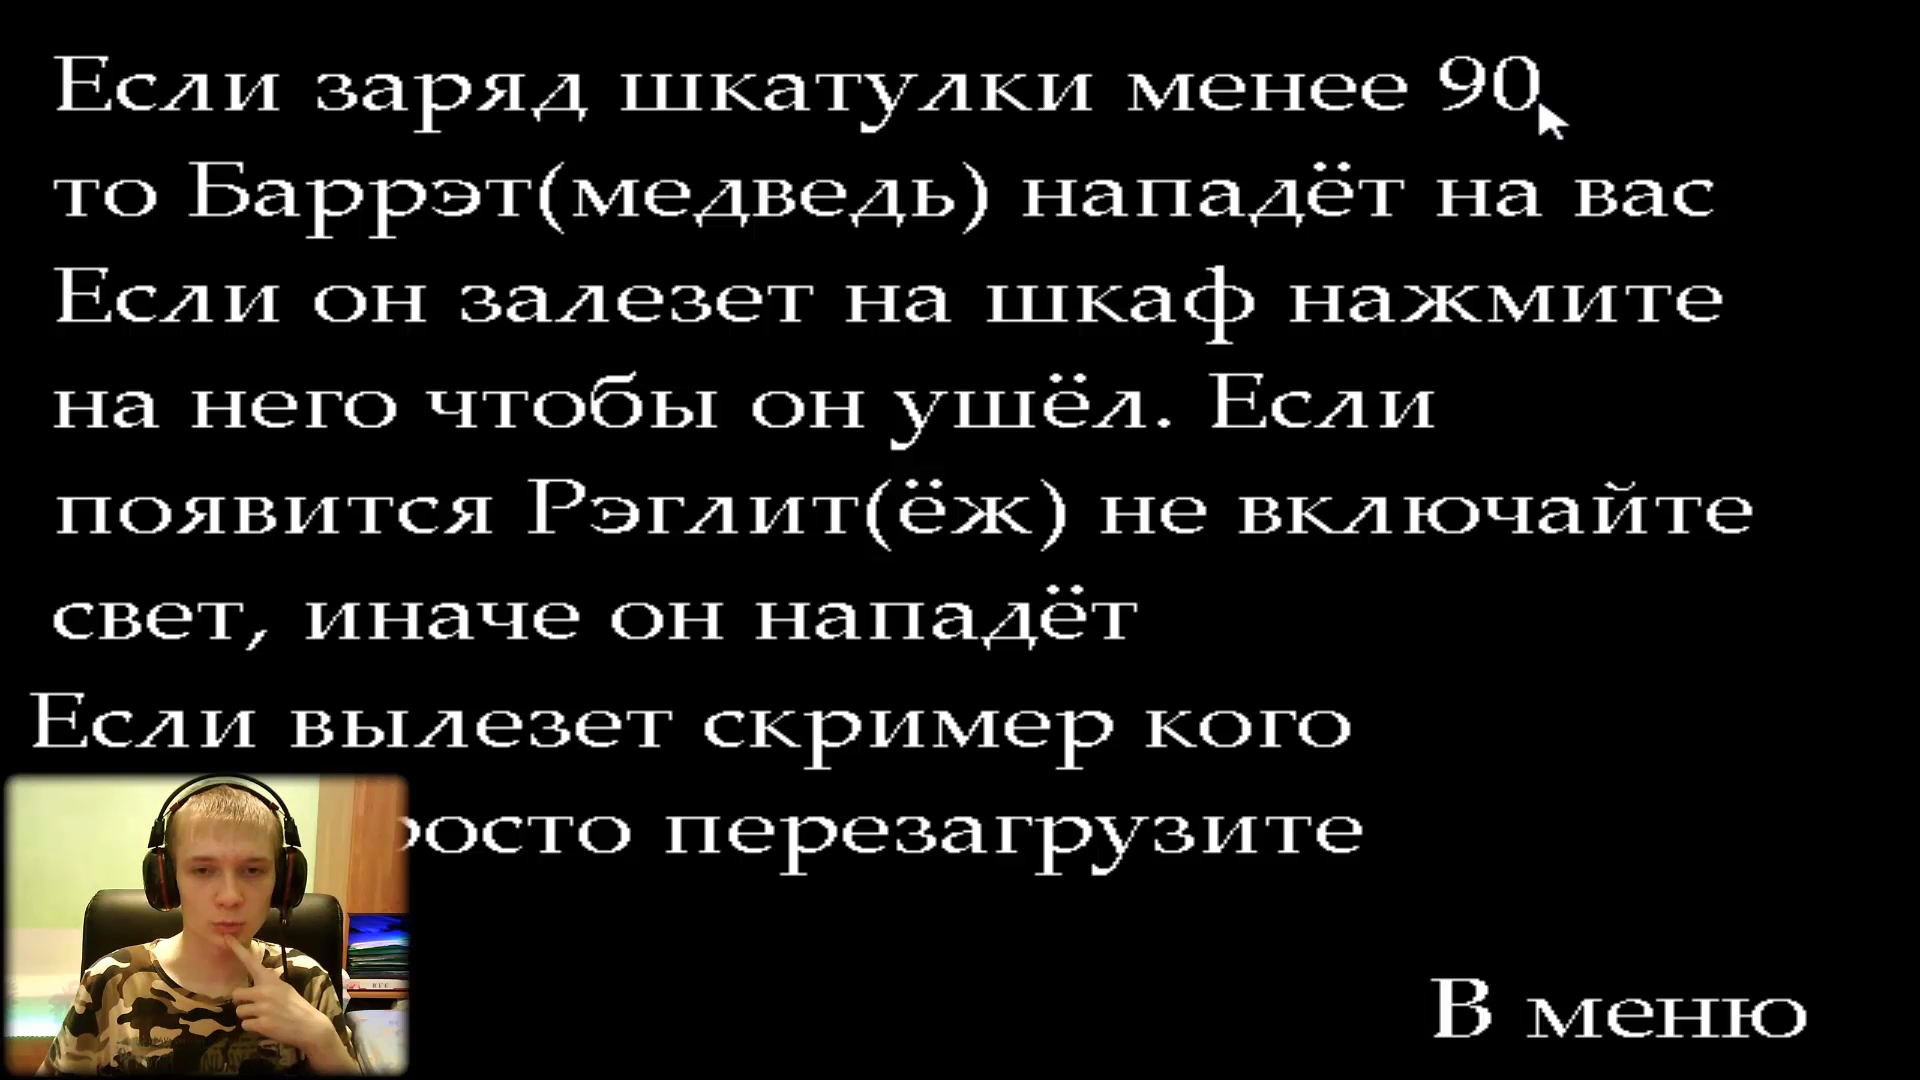 Если заряд шкатулки менее 90
то Баррэт(медведь) нападёт на вас
Если он залезет на шкаф нажмите
на него чтобы он ушёл. Если
появится Рэглит(ёж) не включайте
свет, иначе он нападёт
Если вылезет скример кого
перезагрузите
В меню